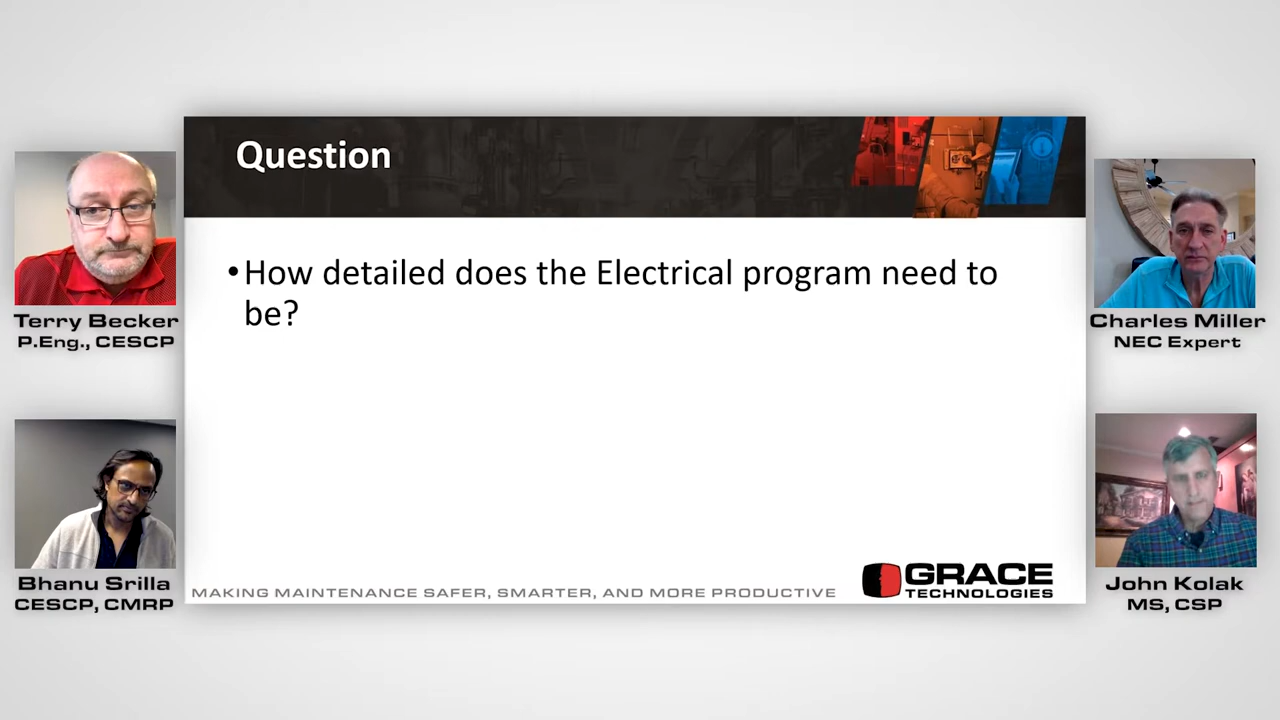 Question
•How detailed does the Electrical program need to
be?
Terry Becker
P.Eng., CESCP
Charles Miller
NEC Expert
Bhanu Srilla
CESCP, CMRP
John Kolak
MS, CSP
MAKING MAINTENANCE SAFER, SMARTER, AND MORE PRODUCTIVE
GRACE
TECHNOLOGIES